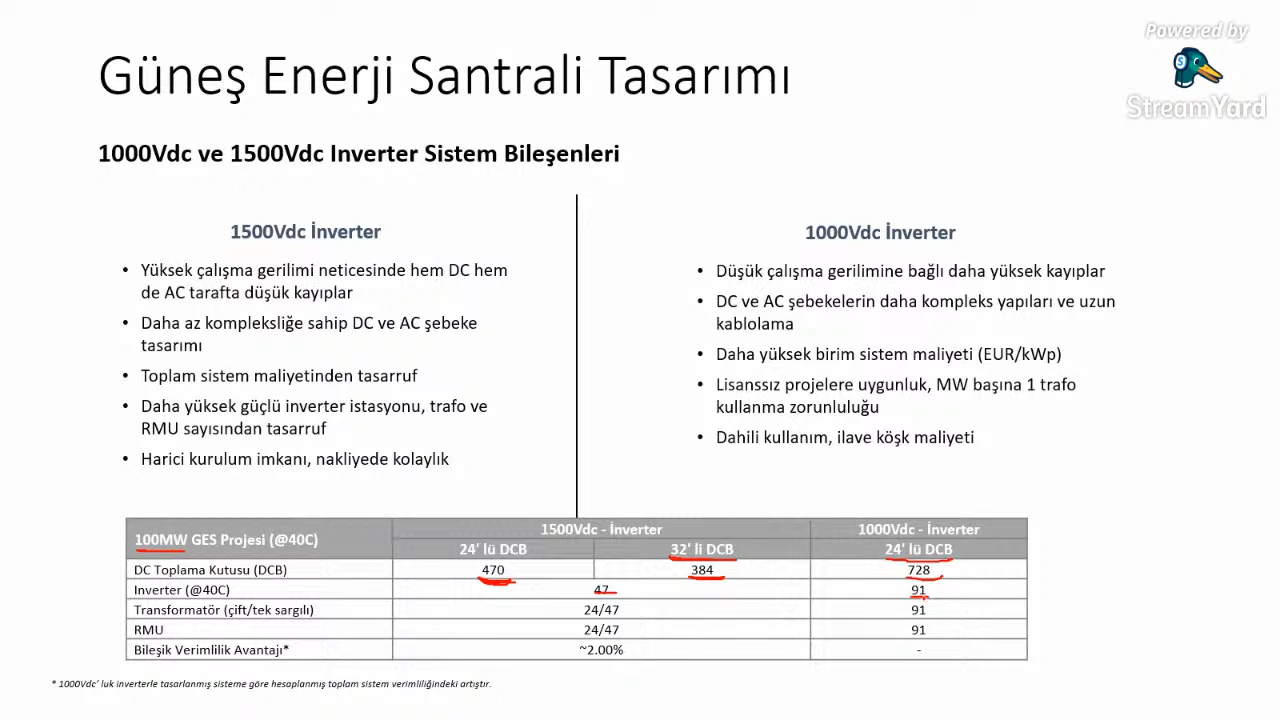 Powered by
StreamYard
Güneş Enerji Santrali Tasarımı
1000Vdc ve 1500Vdc Inverter Sistem Bileşenleri
1500Vdc İnverter
• Yüksek çalışma gerilimi neticesinde hem DC hem
de AC tarafta düşük kayıplar
• Daha az kompleksliğe sahip DC ve AC şebeke
tasarımı
• Toplam sistem maliyetinden tasarruf
• Daha yüksek güçlü inverter istasyonu, trafo ve
RMU sayısından tasarruf
• Harici kurulum imkanı, nakliyede kolaylık
1000Vdc İnverter
• Düşük çalışma gerilimine bağlı daha yüksek kayıplar
• DC ve AC şebekelerin daha kompleks yapıları ve uzun
kablolama
• Daha yüksek birim sistem maliyeti (EUR/kWp)
• Lisanssız projelere uygunluk, MW başına 1 trafo
kullanma zorunluluğu
• Dahili kullanım, ilave köşk maliyeti
100MW GES Projesi (@40C) 1500Vdc - İnverter 1000Vdc - İnverter
24' lü DCB 32' li DCB 24' lü DCB
DC Toplama Kutusu (DCB) 470 384 728
Inverter (@40C) 47 91
Transformatör (çift/tek sargılı) 24/47 91
RMU 24/47 91
Bileşik Verimlilik Avantajı* ~2.00% -
* 1000Vdc' luk inverterle tasarlanmış sisteme göre hesaplanmış toplam sistem verimliliğindeki artıştır.